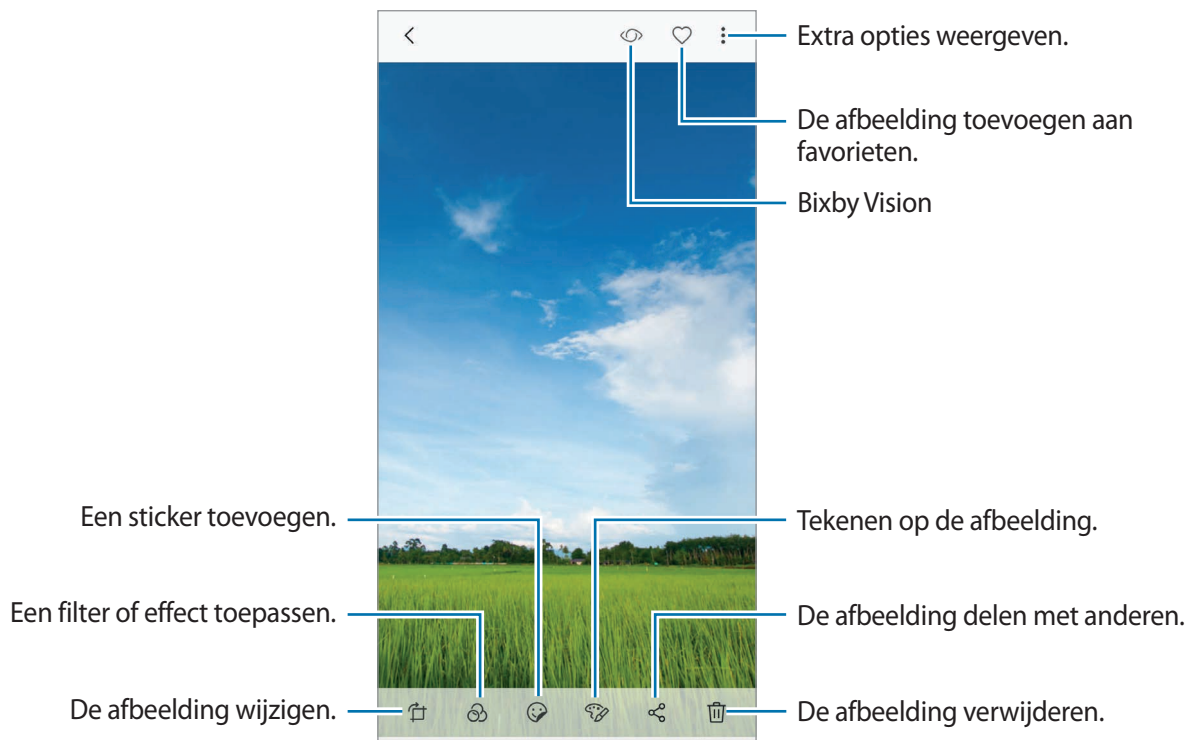 Extra opties weergeven.
De afbeelding toevoegen aan
favorieten.
Bixby Vision
Een sticker toevoegen.
Tekenen op de afbeelding.
Een filter of effect toepassen.
De afbeelding delen met anderen.
De afbeelding wijzigen.
De afbeelding verwijderen.